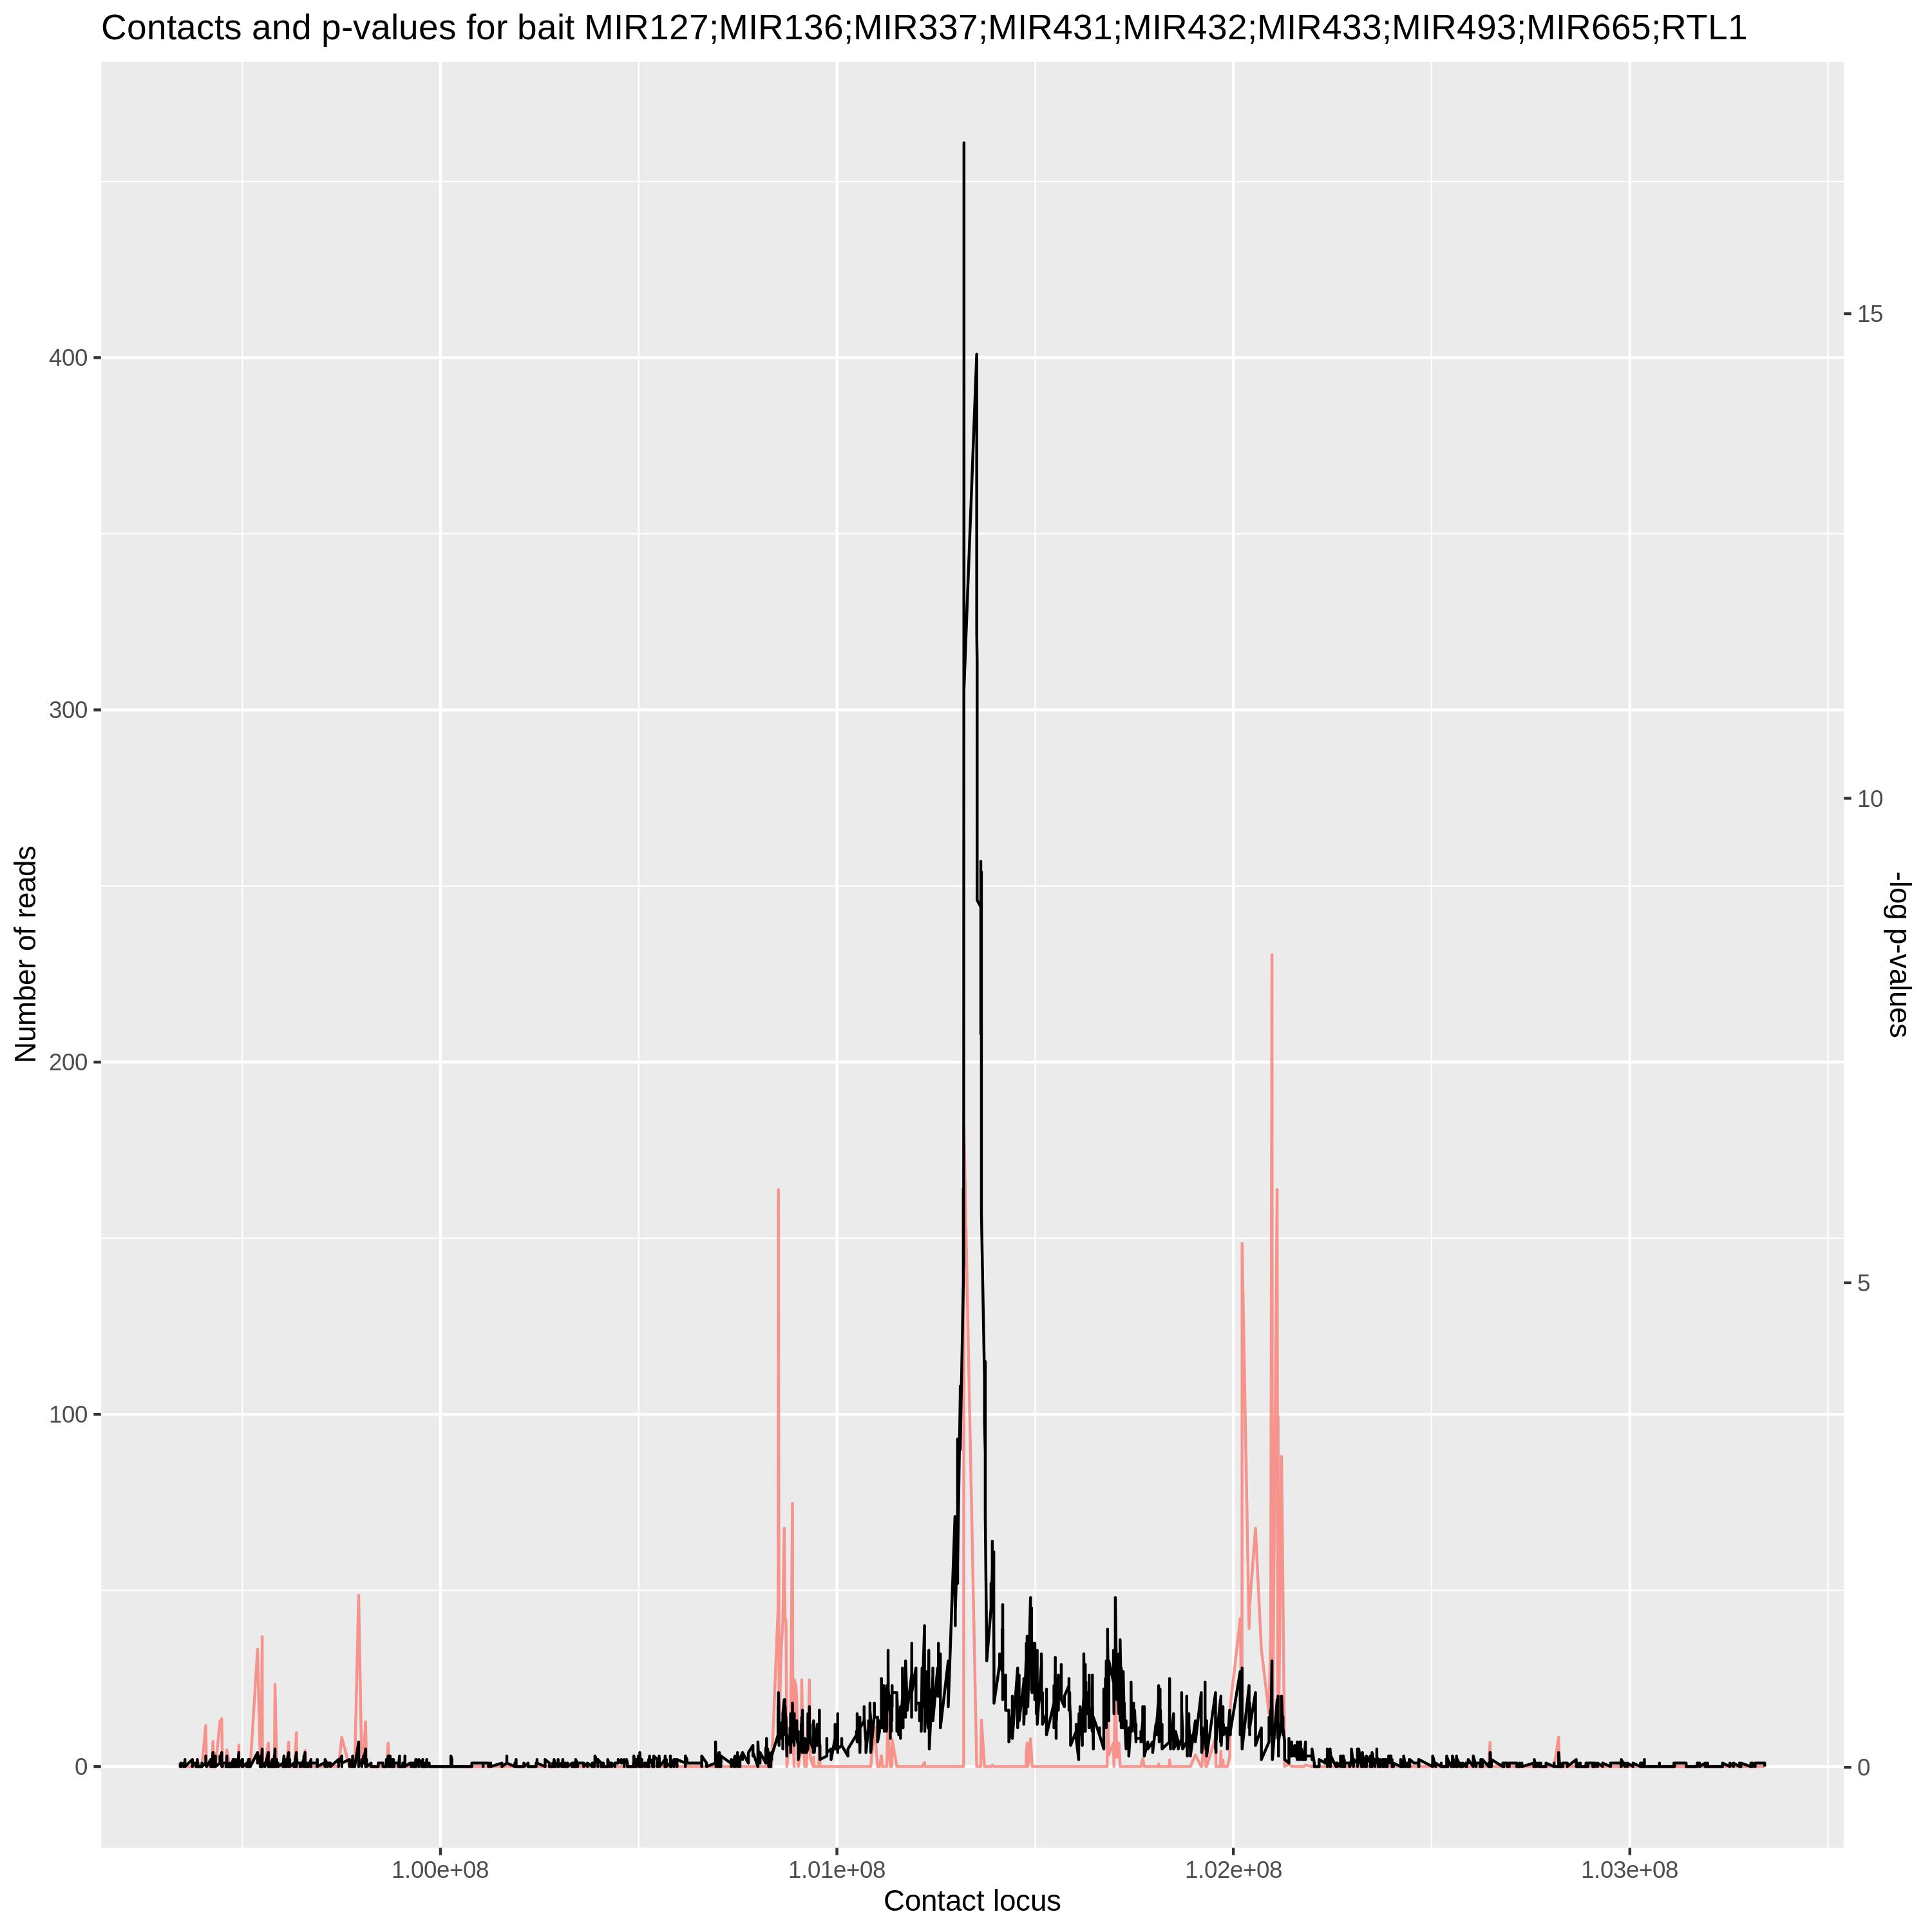 Contacts and p-values for bait MIR127;MIR136;MIR337;MIR431;MIR432;MIR433;MIR493;MIR665;RTL1
Number of reads
400
300
200
100
0
15
10
5
0
-log p-values
1.00e+08 1.01e+08 1.02e+08 1.03e+08
Contact locus